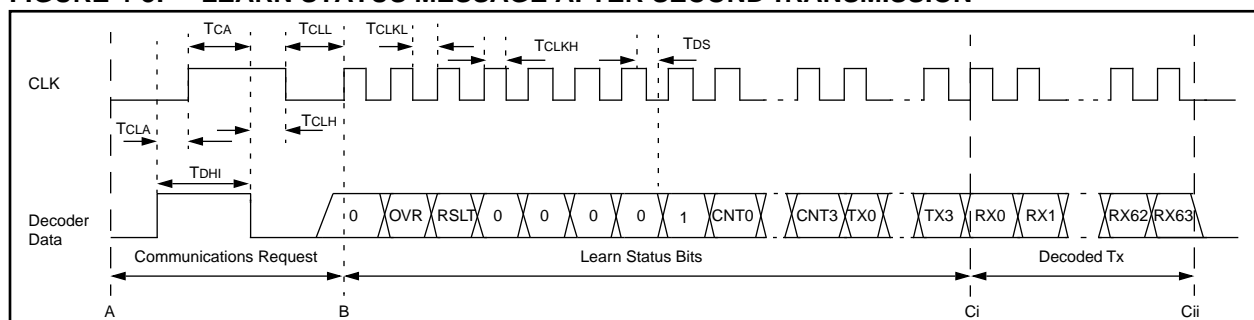 FIGURE 4-3: LEARN STATUS MESSAGE AFTER SECOND TRANSMISSION
TCA TCLL TCLKL TCLKH TDS
CLK
TCLA TCLH
TDHI
Decoder Data
0 OVR RSLT 0 0 0 0 1 CNT0 CNT3 TX0 TX3 RX0 RX1 RX62 RX63
Communications Request Learn Status Bits Decoded Tx
A B Ci Cii